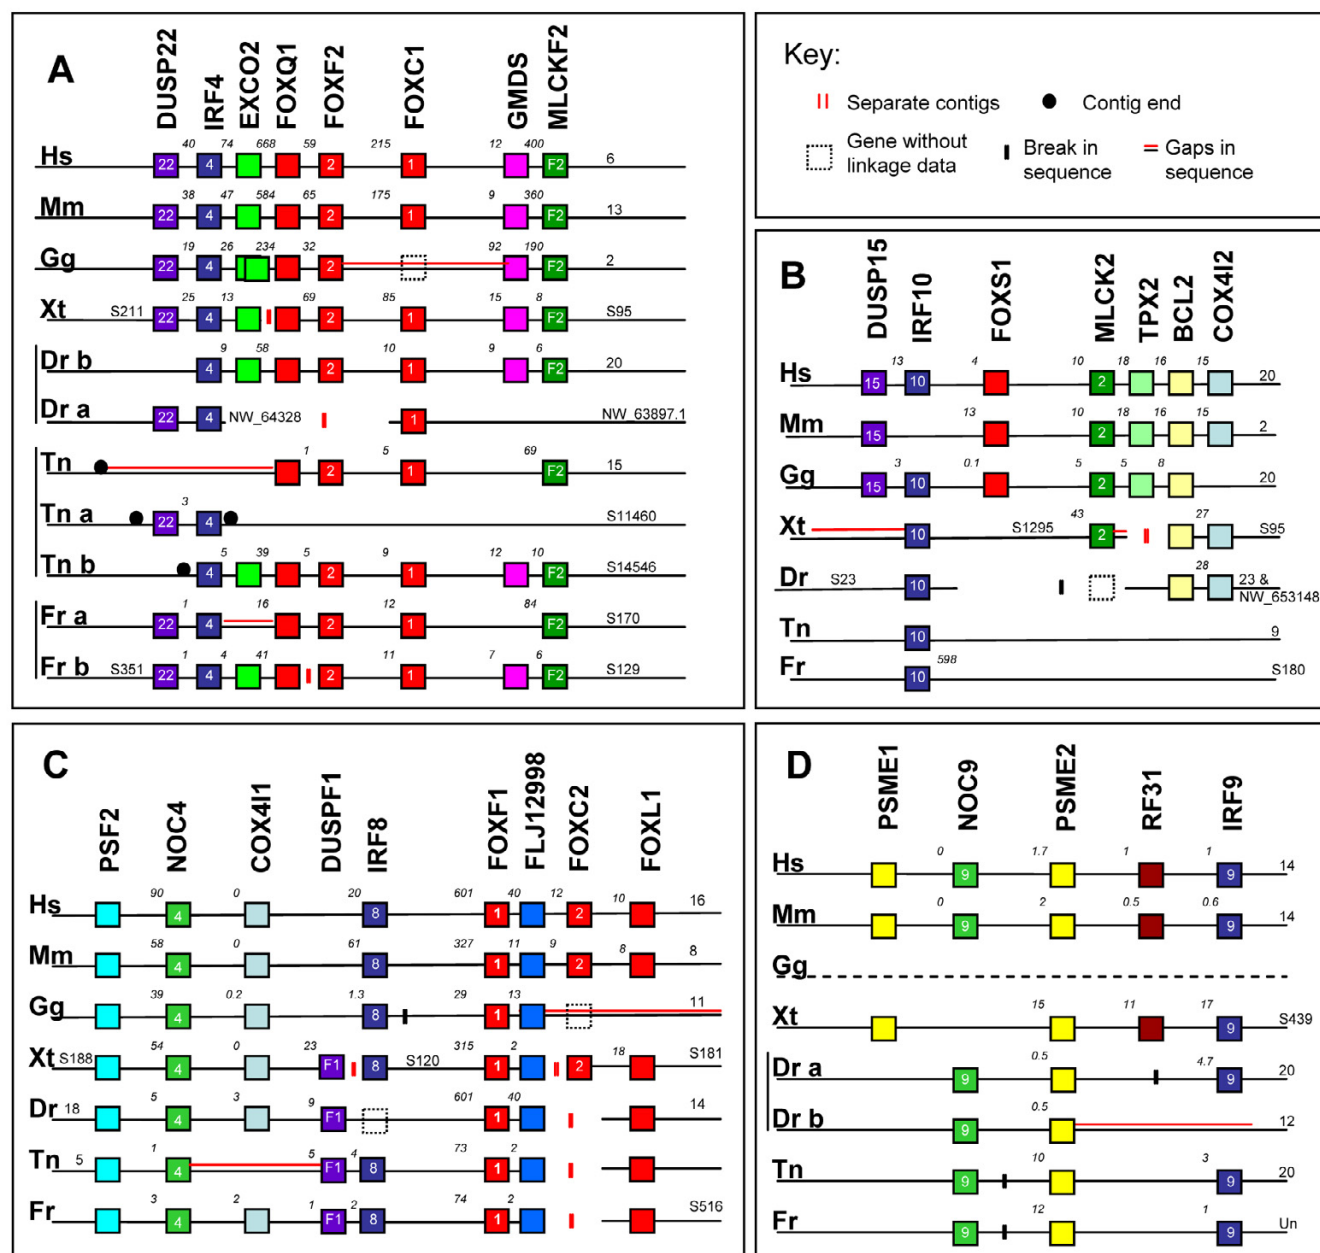 A
DUSP22 IRF4 EXCO2 FOXQ1 FOXF2 FOXC1 GMDS MLCKF2
40 74 668 59 215 12 400
Hs 22 4 2 1 F2 6
38 47 584 65 175 9 360
Mm 22 4 2 1 F2 13
19 26 234 32 92 190
Gg 22 4 2 F2 2
25 13 69 85 15 8
Xt S211 22 4 2 1 F2 S95
9 58 10 9 6
Dr b 4 2 1 F2 20
Dr a 22 4 NW_64328 1 NW_63897.1
1 5 69
Tn 2 1 F2 15
3
Tn a 22 4 S11460
5 39 5 9 12 10
Tn b 4 2 1 F2 S14546
1 16 12 84
Fr a 22 4 2 1 F2 S170
1 4 41 11 7 6
Fr b S351 22 4 2 1 F2 S129
Key:
Separate contigs
Contig end
Gene without
linkage data
Break in
sequence
Gaps in
sequence
B
DUSP15 IRF10 FOXS1 MLCK2 TPX2 BCL2 COX4I2
13 4 10 18 16 15
Hs 15 10 2 20
13 10 18 16 15
Mm 15 2 2
3 0.1 5 5 8
Gg 15 10 2 20
43 27
Xt 10 S1295 2 S95
28
Dr S23 10 23 &
NW_653148
Tn 10 9
598
Fr 10 S180
C
PSF2 NOC4 COX4I1 DUSPF1 IRF8 FOXF1 FLJ12998 FOXC2 FOXL1
90 0 20 601 40 12 10
Hs 4 8 1 2 16
58 0 61 327 11 9 8
Mm 4 8 1 2 8
39 0.2 1.3 29 13
Gg 4 8 1 11
54 0 23 315 2 18
Xt S188 4 F1 8 S120 1 2 S181
5 3 9 601 40
Dr 18 4 F1 1 14
1 5 4 73 2
Tn 5 4 F1 8 1
3 2 1 2 74 2
Fr 4 F1 8 1 S516
D
PSME1 NOC9 PSME2 RF31 IRF9
0 1.7 1 1
Hs 9 9 14
0 2 0.5 0.6
Mm 9 9 14
Gg
15 11 17
Xt 9 S439
0.5 4.7
Dr a 9 9 20
0.5
Dr b 9 12
10 3
Tn 9 9 20
12 1
Fr 9 9 Un